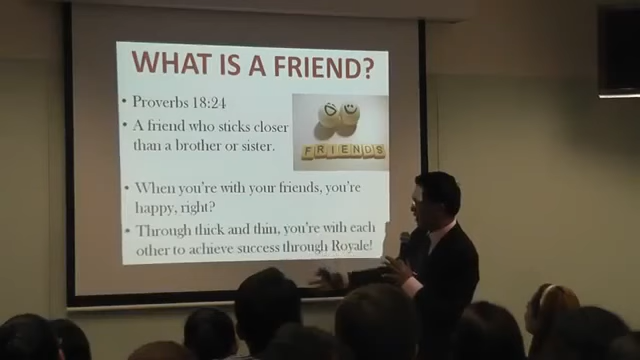 WHAT IS A FRIEND?
• Proverbs 18:24
• A friend who sticks closer
than a brother or sister.
FRIENDS
• When you're with your friends, you're
happy, right?
• Through thick and thin, you're with each
other to achieve success through Royale!